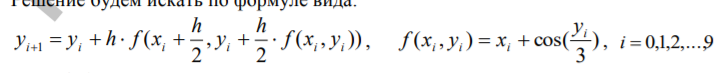 Решение будем искать по формуле вида:
y_{i+1} = y_i + h · f(x_i + h/2, y_i + h/2 · f(x_i, y_i)), f(x_i, y_i) = x_i + cos(y_i/3), i = 0,1,2,...,9